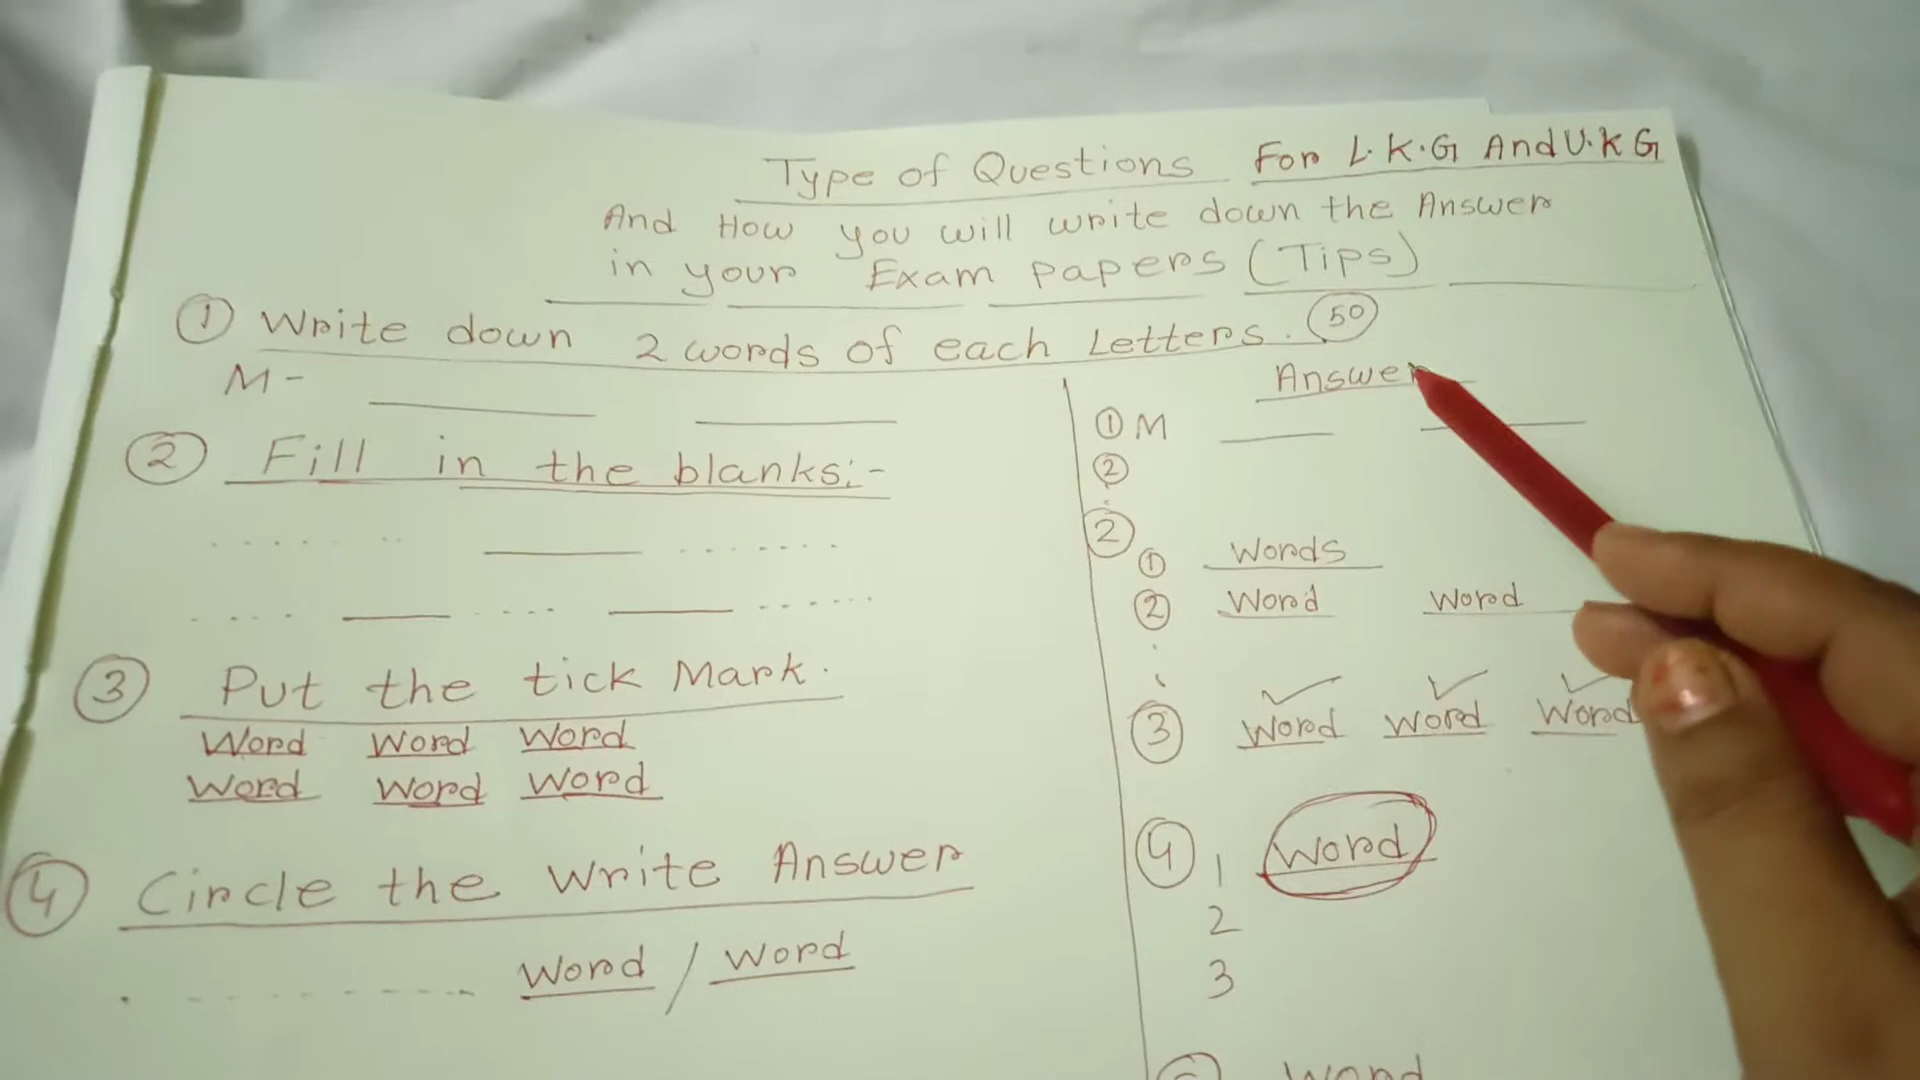 Type of Questions For L.K.G And U.K G
And How you will write down the Answer
in your Exam papers (Tips)
① Write down 2 words of each Letters. 50
M -
② Fill in the blanks:-
③ Put the tick Mark.
Word Word Word
Word Word Word
④ Circle the Write Answer
Word / Word
Answer
① M
②
②
① Words
② Word Word
③ Word Word Word
④ 1 Word
2
3
Word